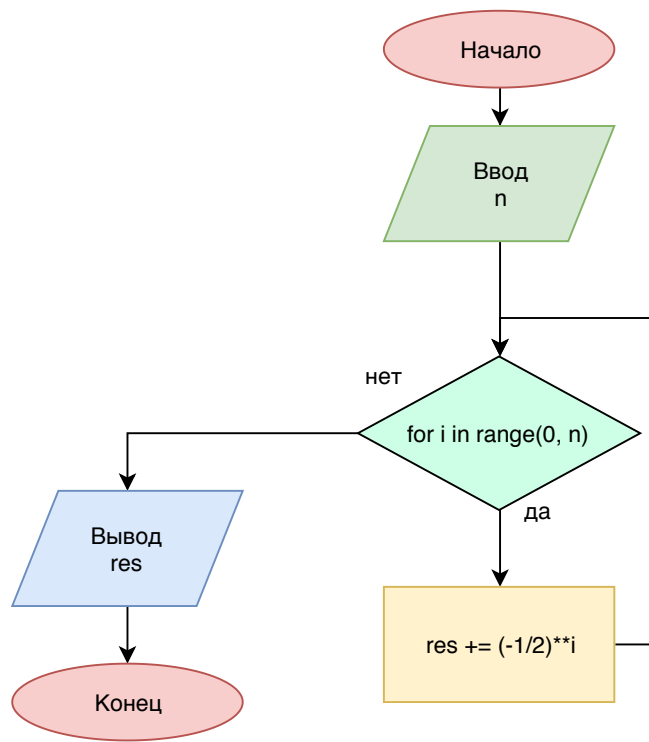 Начало
Ввод
n
нет
for i in range(0, n)
да
Вывод
res
res += (-1/2)**i
Конец